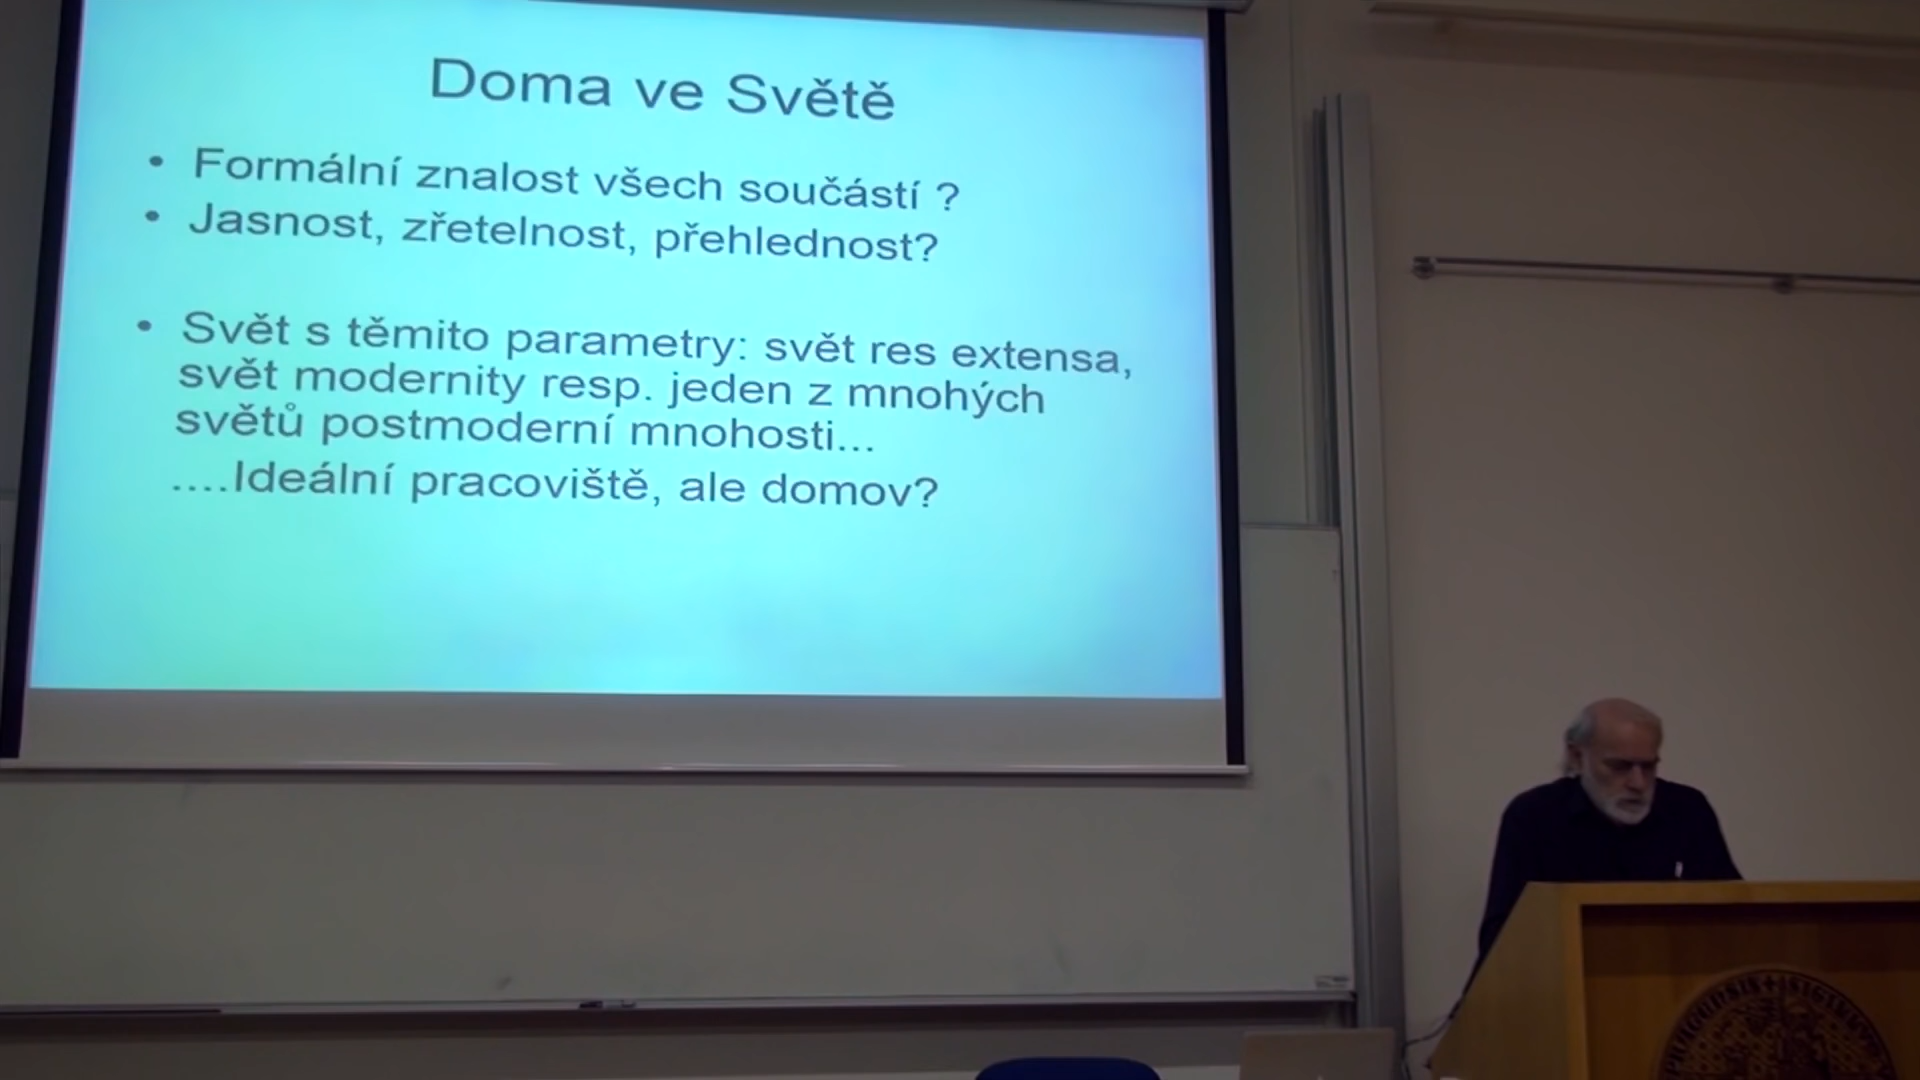 Doma ve Světě
• Formální znalost všech součástí ?
• Jasnost, zřetelnost, přehlednost?
• Svět s těmito parametry: svět res extensa,
svět modernity resp. jeden z mnohých
světů postmoderní mnohosti...
....Ideální pracoviště, ale domov?